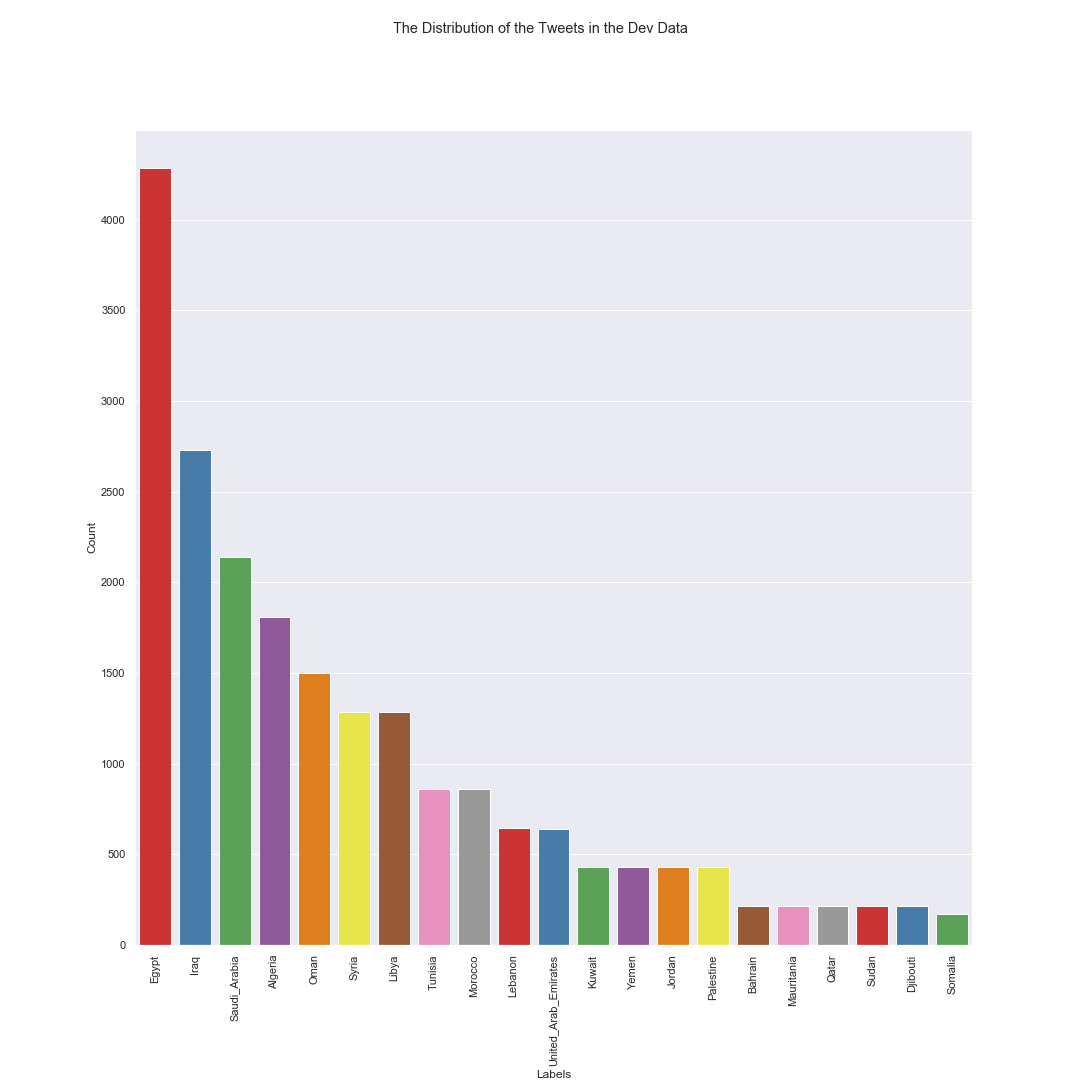 The Distribution of the Tweets in the Dev Data
4000
3500
3000
2500
2000
1500
1000
500
0
Count
Egypt
Iraq
Saudi_Arabia
Algeria
Oman
Syria
Libya
Tunisia
Morocco
Lebanon
United_Arab_Emirates
Kuwait
Yemen
Jordan
Palestine
Bahrain
Mauritania
Qatar
Sudan
Djibouti
Somalia
Labels